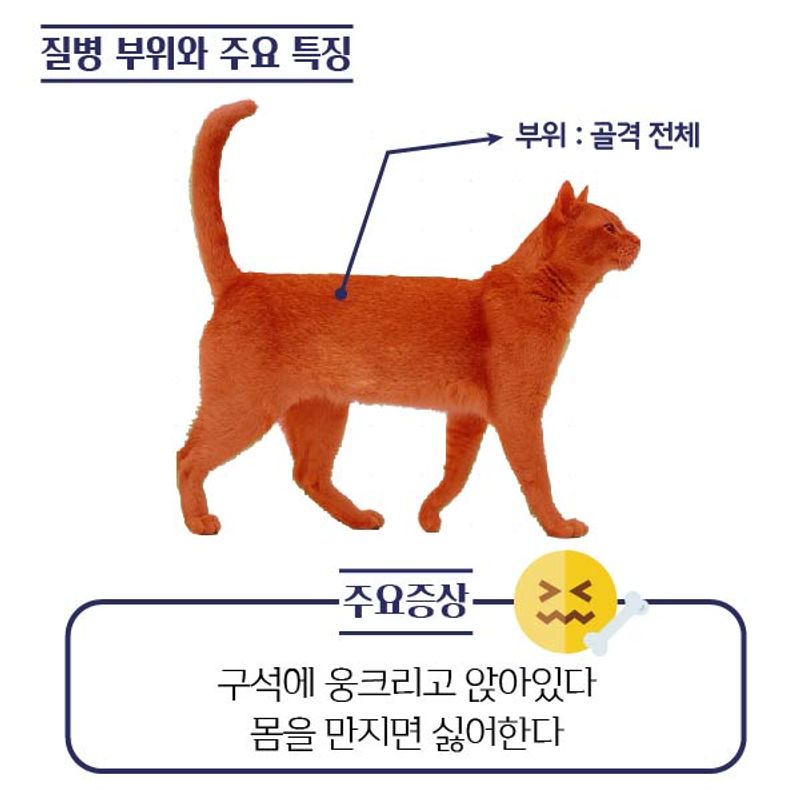 질병 부위와 주요 특징
부위 : 골격 전체
주요증상
구석에 웅크리고 앉아있다
몸을 만지면 싫어한다